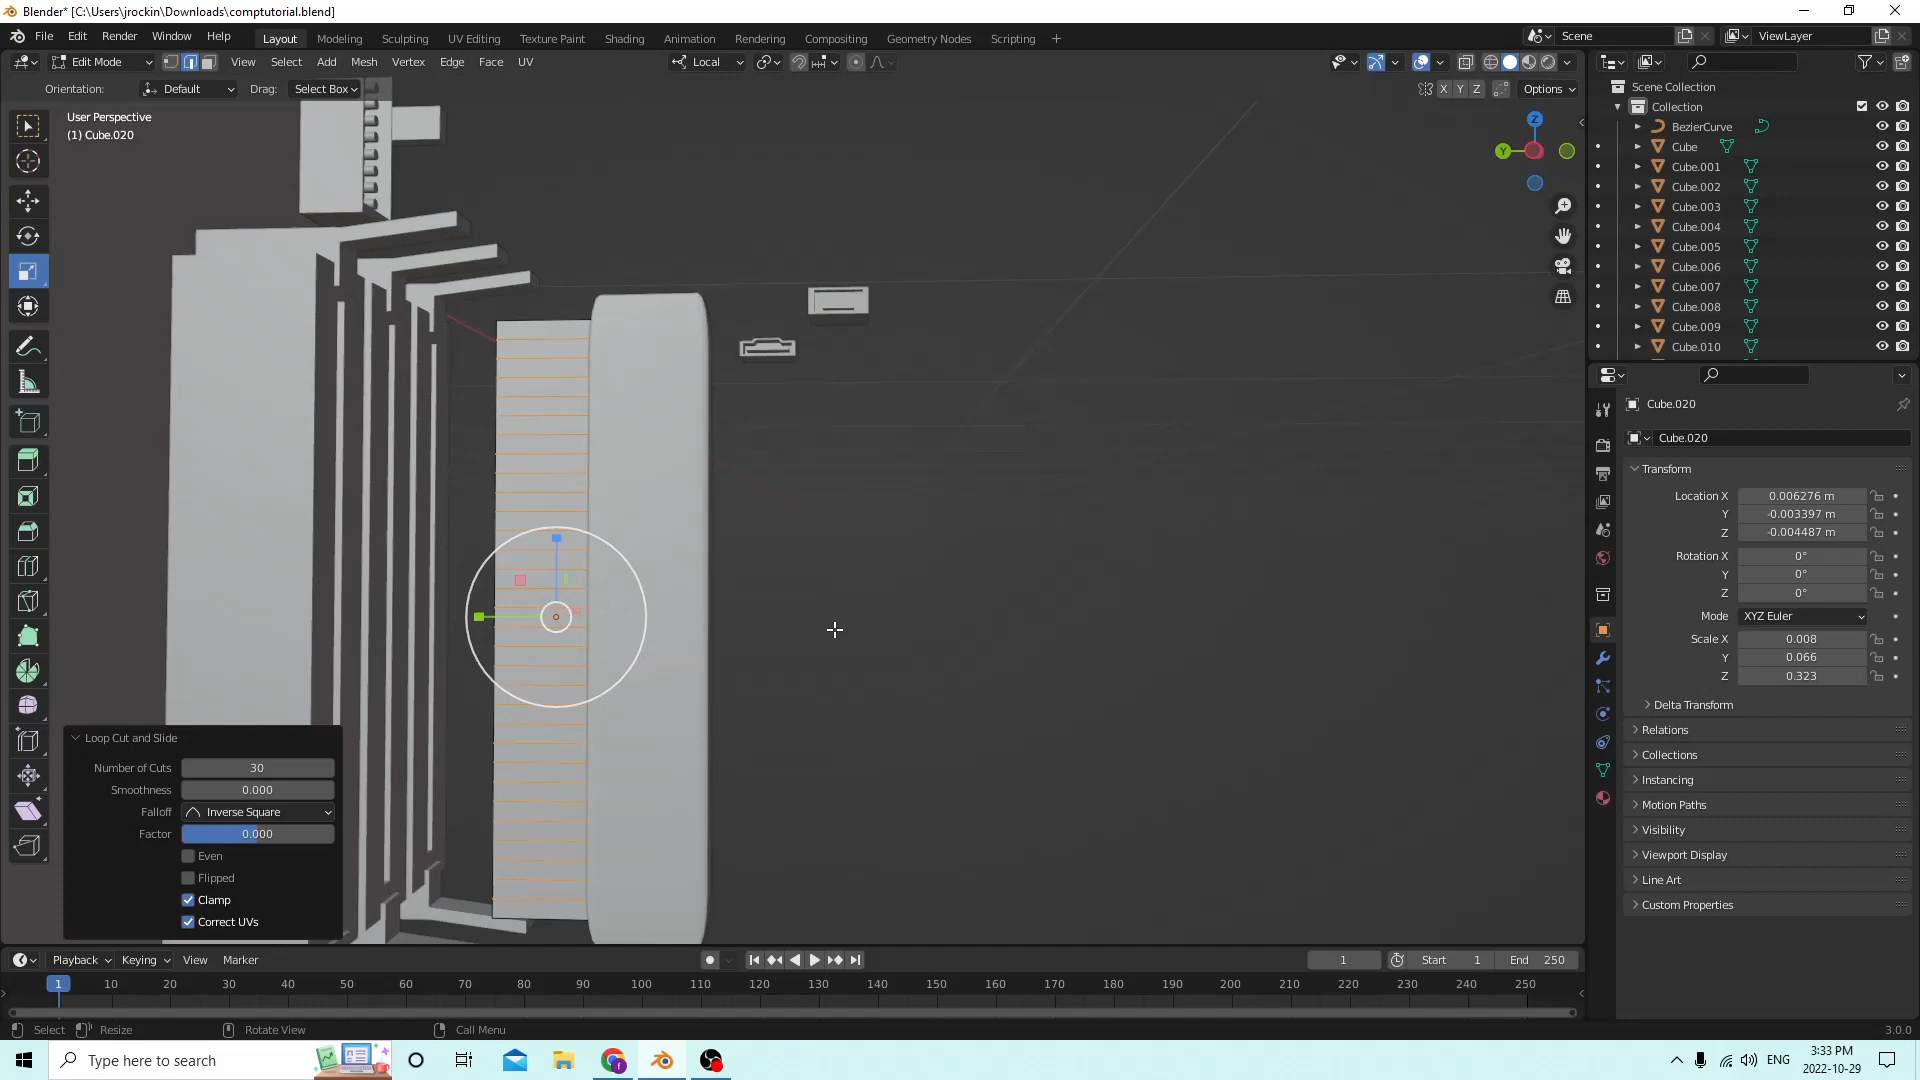 Blender* [C:\Users\jrockin\Downloads\comptutorial.blend]
File Edit Render Window Help Layout Modeling Sculpting UV Editing Texture Paint Shading Animation Rendering Compositing Geometry Nodes Scripting + Scene ViewLayer
Edit Mode View Select Add Mesh Vertex Edge Face UV Local
Orientation: Default Drag: Select Box X Y Z Options
User Perspective
(1) Cube.020
Z
Y
Scene Collection
Collection
BezierCurve
Cube
Cube.001
Cube.002
Cube.003
Cube.004
Cube.005
Cube.006
Cube.007
Cube.008
Cube.009
Cube.010
Cube.020
Cube.020
Transform
Location X 0.006276 m
Y -0.003397 m
Z -0.004487 m
Rotation X 0°
Y 0°
Z 0°
Mode XYZ Euler
Scale X 0.008
Y 0.066
Z 0.323
Delta Transform
Relations
Collections
Instancing
Motion Paths
Visibility
Viewport Display
Line Art
Custom Properties
Loop Cut and Slide
Number of Cuts 30
Smoothness 0.000
Falloff Inverse Square
Factor 0.000
Even
Flipped
Clamp
Correct UVs
Playback Keying View Marker 1 Start 1 End 250
1 10 20 30 40 50 60 70 80 90 100 110 120 130 140 150 160 170 180 190 200 210 220 230 240 250
Select Resize Rotate View Call Menu 3.0.0
Type here to search ENG 3:33 PM
2022-10-29